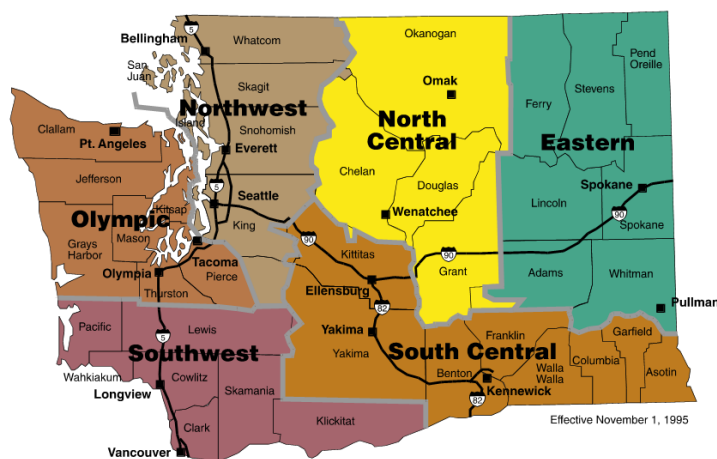 5
Bellingham
Whatcom
San
Juan
Skagit
Northwest
Island
Snohomish
Everett
Clallam
Pt. Angeles
Jefferson
5
Seattle
Kitsap
King
Olympic
Mason
Grays
Harbor
Tacoma
Pierce
Olympia
Thurston
Okanogan
Omak
North
Central
Chelan
Douglas
Wenatchee
90
Grant
Pend
Oreille
Stevens
Ferry
Eastern
Spokane
Lincoln
90
Spokane
Adams
Whitman
Pullman
90
Kittitas
Ellensburg
82
Yakima
Yakima
South Central
Franklin
Benton
Walla
Walla
Columbia
Garfield
Asotin
Kennewick
82
Pacific
Lewis
5
Southwest
Wahkiakum
Cowlitz
Longview
Skamania
Clark
Klickitat
Vancouver
Effective November 1, 1995